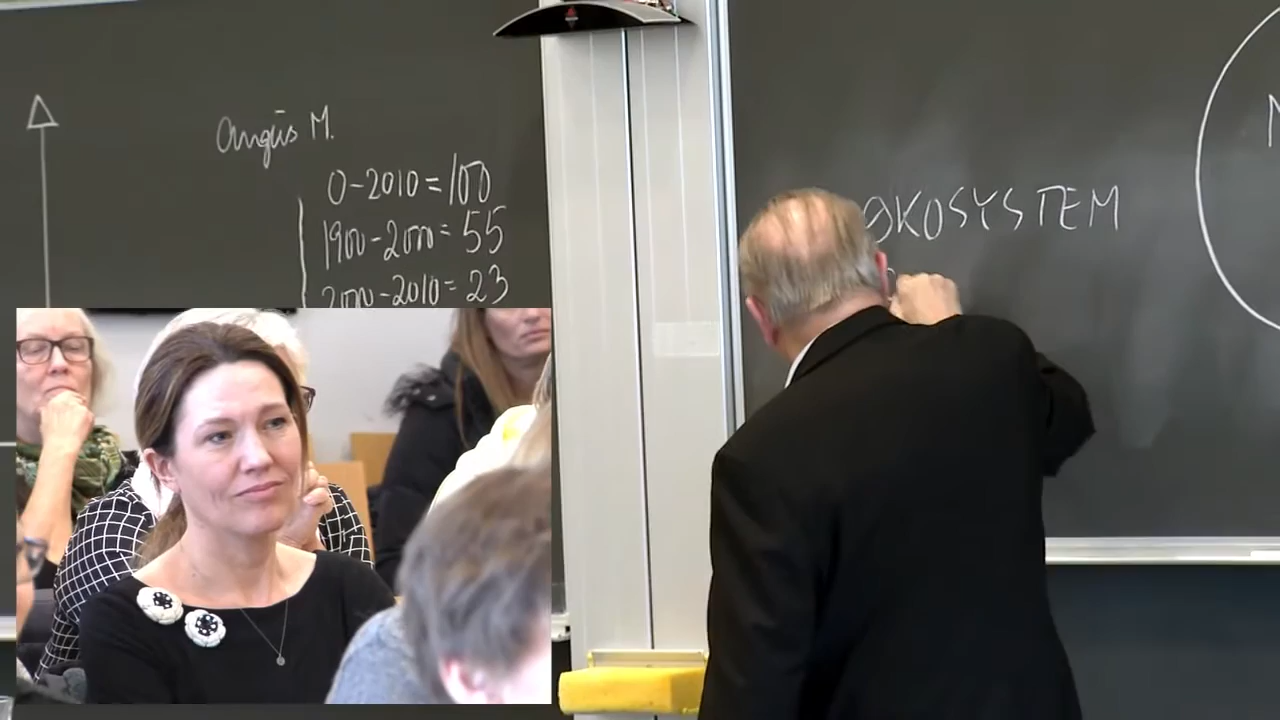 Angus M.
0-2010 = 100
1900-2000 = 55
2000-2010 = 23
ØKOSYSTEM